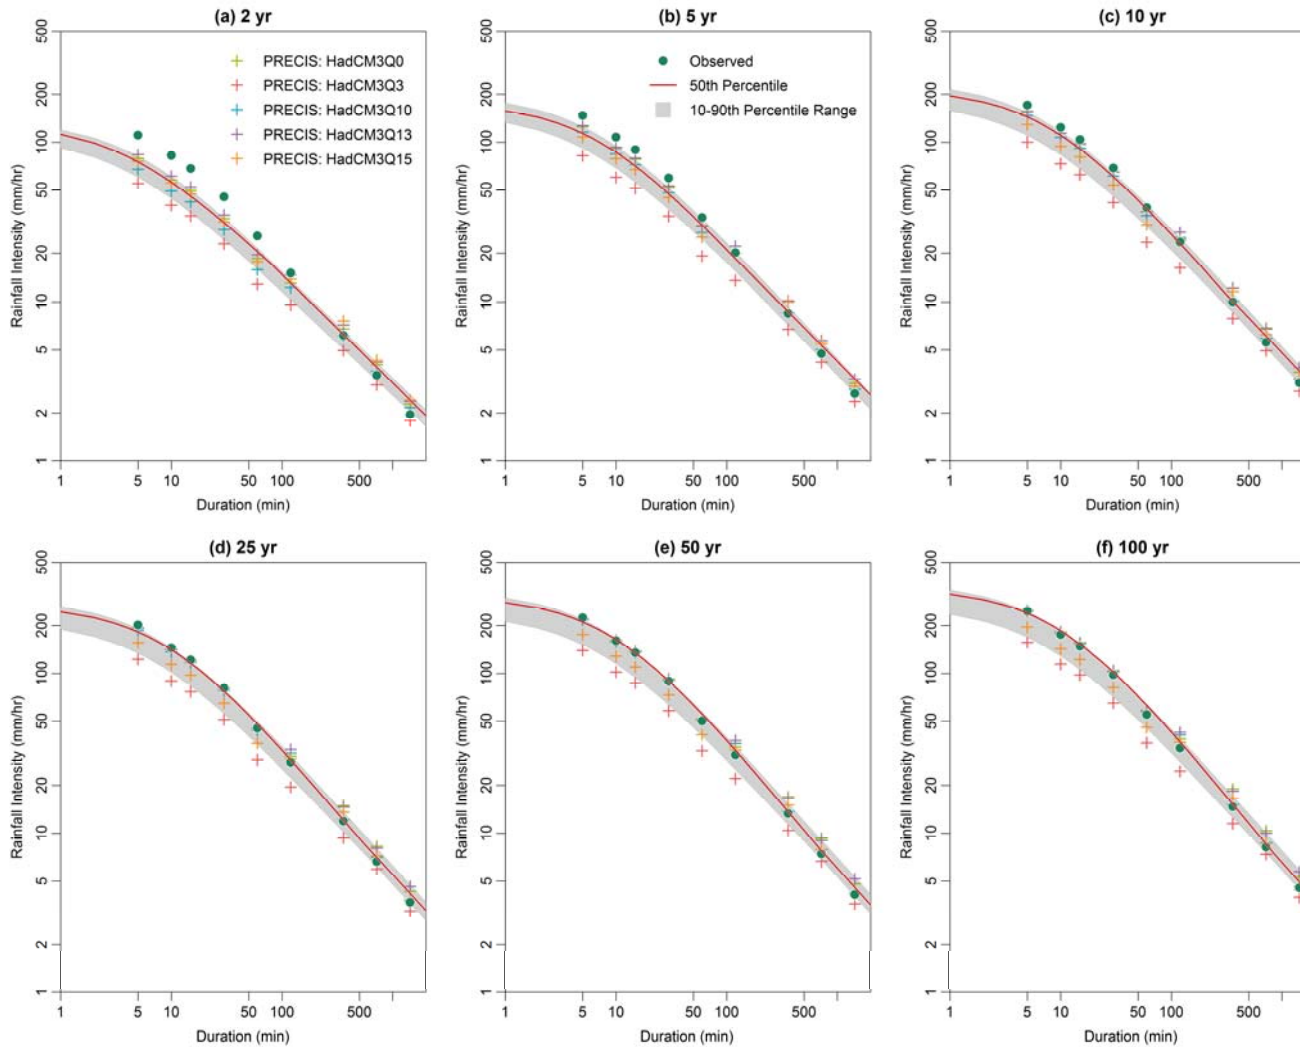 (a) 2 yr
500
200
100
50
20
10
5
2
1
Rainfall Intensity (mm/hr)
PRECIS: HadCM3Q0
PRECIS: HadCM3Q3
PRECIS: HadCM3Q10
PRECIS: HadCM3Q13
PRECIS: HadCM3Q15
1 5 10 50 100 500
Duration (min)
(b) 5 yr
500
200
100
50
20
10
5
2
1
Rainfall Intensity (mm/hr)
Observed
50th Percentile
10-90th Percentile Range
1 5 10 50 100 500
Duration (min)
(c) 10 yr
500
200
100
50
20
10
5
2
1
Rainfall Intensity (mm/hr)
1 5 10 50 100 500
Duration (min)
(d) 25 yr
500
200
100
50
20
10
5
2
1
Rainfall Intensity (mm/hr)
1 5 10 50 100 500
Duration (min)
(e) 50 yr
500
200
100
50
20
10
5
2
1
Rainfall Intensity (mm/hr)
1 5 10 50 100 500
Duration (min)
(f) 100 yr
500
200
100
50
20
10
5
2
1
Rainfall Intensity (mm/hr)
1 5 10 50 100 500
Duration (min)